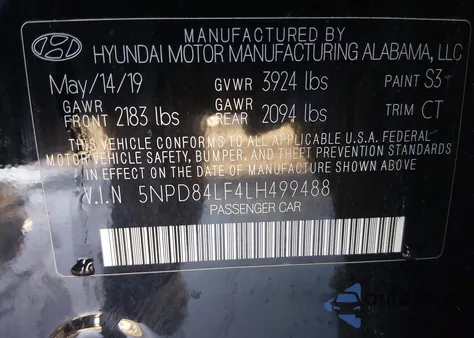 MANUFACTURED BY
HYUNDAI MOTOR MANUFACTURING ALABAMA, LLC
May/14/19 GVWR 3924 lbs PAINT S3
GAWR FRONT 2183 lbs GAWR REAR 2094 lbs TRIM CT
THIS VEHICLE CONFORMS TO ALL APPLICABLE U.S.A. FEDERAL
MOTOR VEHICLE SAFETY, BUMPER, AND THEFT PREVENTION STANDARDS
IN EFFECT ON THE DATE OF MANUFACTURE SHOWN ABOVE.
V.I.N 5NPD84LF4LH499488
PASSENGER CAR